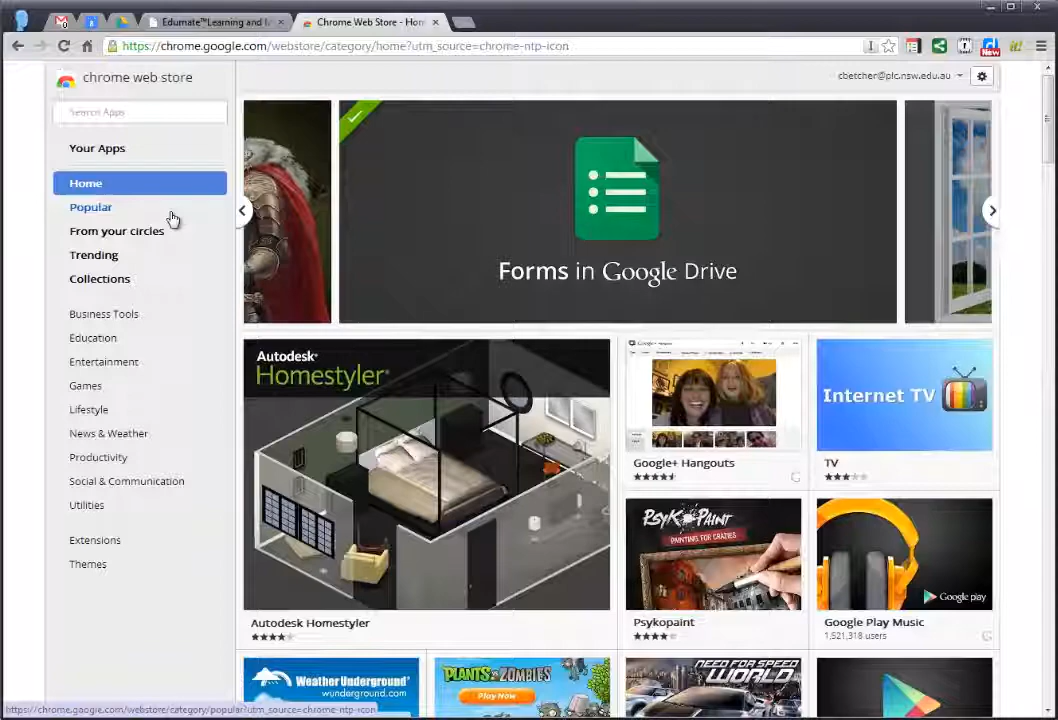 Edumate™Learning and M
Chrome Web Store - Hom
https://chrome.google.com/webstore/category/home?utm_source=chrome-ntp-icon
New
chrome web store
cbetcher@plc.nsw.edu.au
Search Apps
Your Apps
Home
Popular
From your circles
Trending
Collections
Business Tools
Education
Entertainment
Games
Lifestyle
News & Weather
Productivity
Social & Communication
Utilities
Extensions
Themes
Forms in Google Drive
Autodesk
Homestyler
Autodesk Homestyler
Google+ Hangouts
Internet TV
TV
PSYKOPAINT
PAINTING FOR CRAZIES
Psykopaint
Google play
Google Play Music
1,521,318 users
Weather Underground
wunderground.com
PLANTS VS ZOMBIES
Play Now
NEED FOR SPEED
WORLD
https://chrome.google.com/webstore/category/popular?utm_source=chrome-ntp-icon